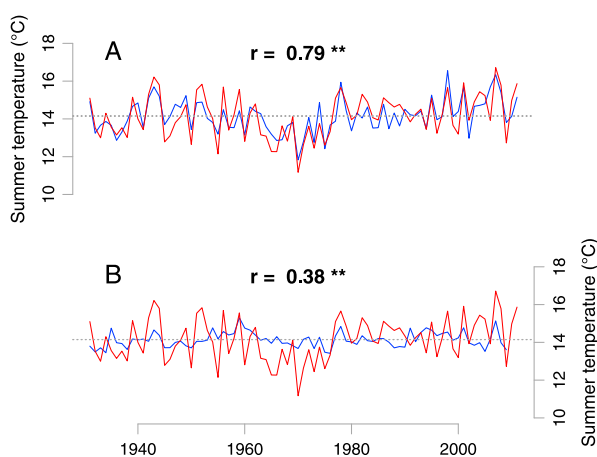 A
r = 0.79 **
Summer temperature (°C)
18
16
14
12
10
B
r = 0.38 **
18
16
14
12
10
Summer temperature (°C)
1940 1960 1980 2000